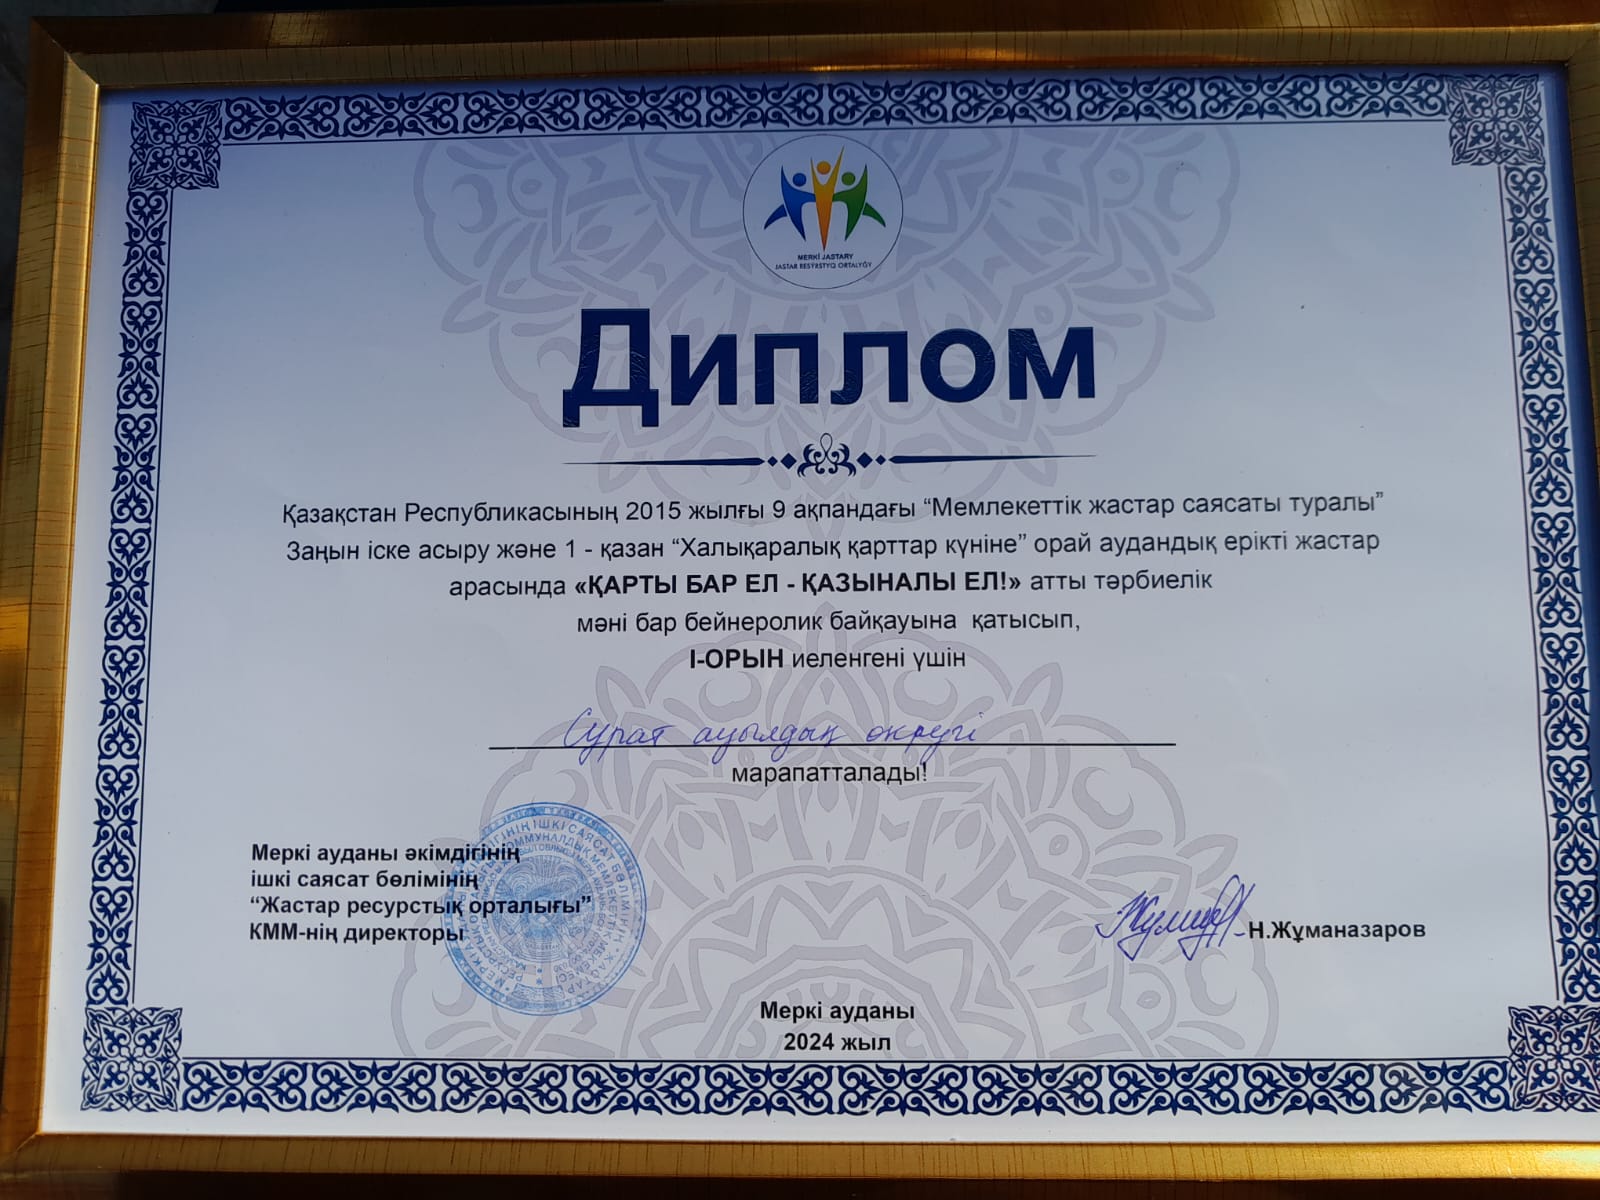 MERKI JASTARY
JASTAR RESÝRSTYQ ORTALYǴY
Диплом
Қазақстан Республикасының 2015 жылғы 9 ақпандағы “Мемлекеттік жастар саясаты туралы”
Заңын іске асыру және 1 - қазан “Халықаралық қарттар күніне” орай аудандық ерікті жастар
арасында «ҚАРТЫ БАР ЕЛ - ҚАЗЫНАЛЫ ЕЛ!» атты тәрбиелік
мәні бар бейнеролик байқауына қатысып,
І-ОРЫН иеленгені үшін
Сурат ауылдық округі
марапатталады!
Меркі ауданы әкімдігінің
ішкі саясат бөлімінің
“Жастар ресурстық орталығы”
КММ-нің директоры
Н.Жұманазаров
Меркі ауданы
2024 жыл